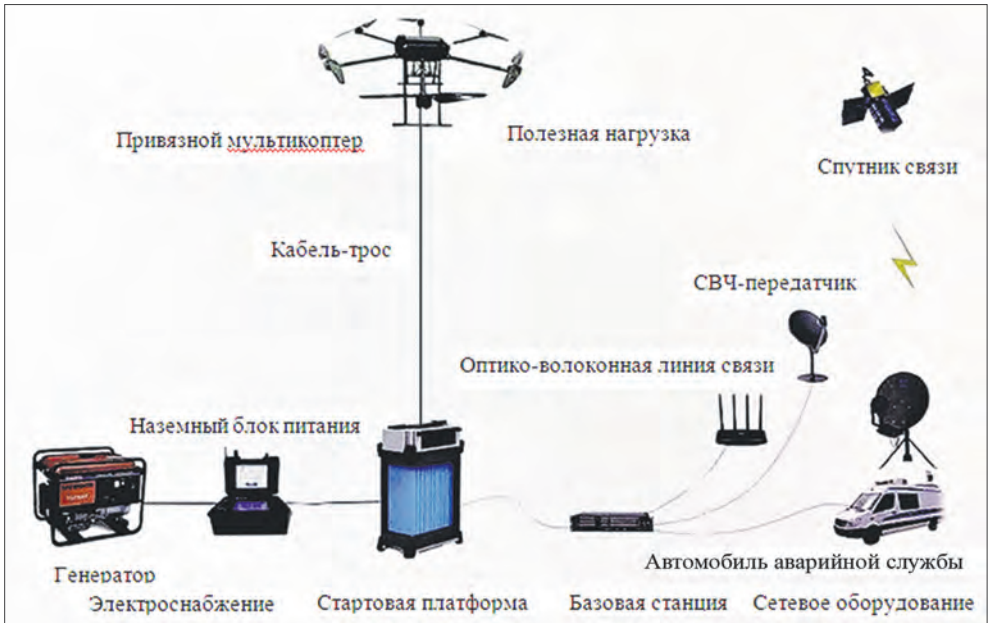 Привязной мультикоптер
Полезная нагрузка
Спутник связи
Кабель-трос
СВЧ-передатчик
Оптико-волоконная линия связи
Наземный блок питания
Автомобиль аварийной службы
Генератор
Электроснабжение
Стартовая платформа
Базовая станция
Сетевое оборудование